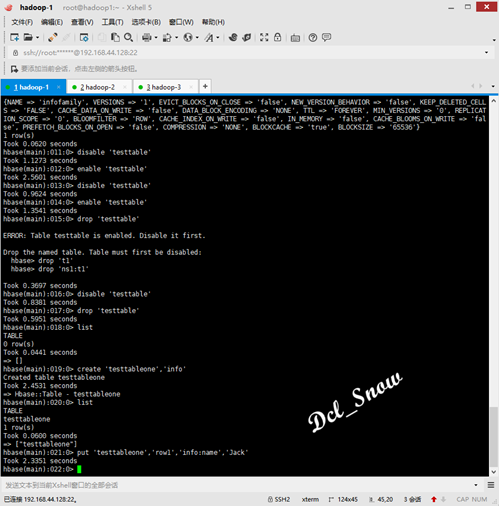 hadoop-1    root@hadoop1:~ - Xshell 5
文件(F)  编辑(E)  查看(V)  工具(T)  选项卡(B)  窗口(W)  帮助(H)
ssh://root:******@192.168.44.128:22
要添加当前会话，点击左侧的箭头按钮。
1 hadoop-1  2 hadoop-2  3 hadoop-3
{NAME => 'infofamily', VERSIONS => '1', EVICT_BLOCKS_ON_CLOSE => 'false', NEW_VERSION_BEHAVIOR => 'false', KEEP_DELETED_CELL
S => 'FALSE', CACHE_DATA_ON_WRITE => 'false', DATA_BLOCK_ENCODING => 'NONE', TTL => 'FOREVER', MIN_VERSIONS => '0', REPLICAT
ION_SCOPE => '0', BLOOMFILTER => 'ROW', CACHE_INDEX_ON_WRITE => 'false', IN_MEMORY => 'false', CACHE_BLOOMS_ON_WRITE => 'fal
se', PREFETCH_BLOCKS_ON_OPEN => 'false', COMPRESSION => 'NONE', BLOCKCACHE => 'true', BLOCKSIZE => '65536'}
1 row(s)
Took 0.0620 seconds
hbase(main):011:0> disable 'testtable'
Took 1.1273 seconds
hbase(main):012:0> enable 'testtable'
Took 2.5601 seconds
hbase(main):013:0> disable 'testtable'
Took 0.9624 seconds
hbase(main):014:0> enable 'testtable'
Took 1.3541 seconds
hbase(main):015:0> drop 'testtable'
ERROR: Table testtable is enabled. Disable it first.
Drop the named table. Table must first be disabled:
hbase> drop 't1'
hbase> drop 'ns1:t1'
Took 0.3697 seconds
hbase(main):016:0> disable 'testtable'
Took 0.8381 seconds
hbase(main):017:0> drop 'testtable'
Took 0.5951 seconds
hbase(main):018:0> list
TABLE
0 row(s)
Took 0.0441 seconds
=> []
hbase(main):019:0> create 'testtableone','info'
Created table testtableone
Took 2.4531 seconds
=> Hbase::Table - testtableone
hbase(main):020:0> list
TABLE
testtableone
1 row(s)
Took 0.0600 seconds
=> ["testtableone"]
hbase(main):021:0> put 'testtableone','row1','info:name','Jack'
Took 2.3351 seconds
hbase(main):022:0>
Dcl_Snow
发送文本到当前Xshell窗口的全部会话
已连接 192.168.44.128:22。  SSH2  xterm  124x45  45,20  3 会话  CAP NUM